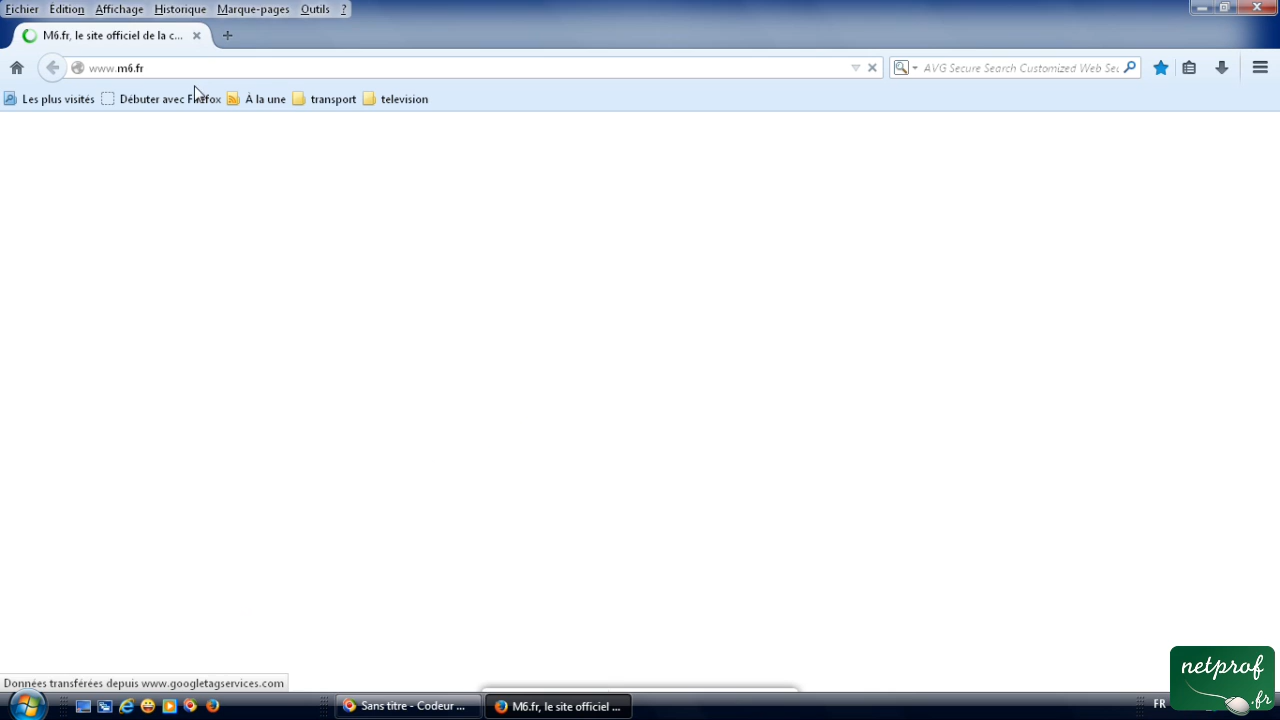 Fichier Édition Affichage Historique Marque-pages Outils ?
M6.fr, le site officiel de la c...
www.m6.fr
AVG Secure Search Customized Web Sec
Les plus visités Débuter avec Firefox À la une transport television
Données transférées depuis www.googletagservices.com
Sans titre - Codeur ... M6.fr, le site officiel ... FR
netprof
.fr